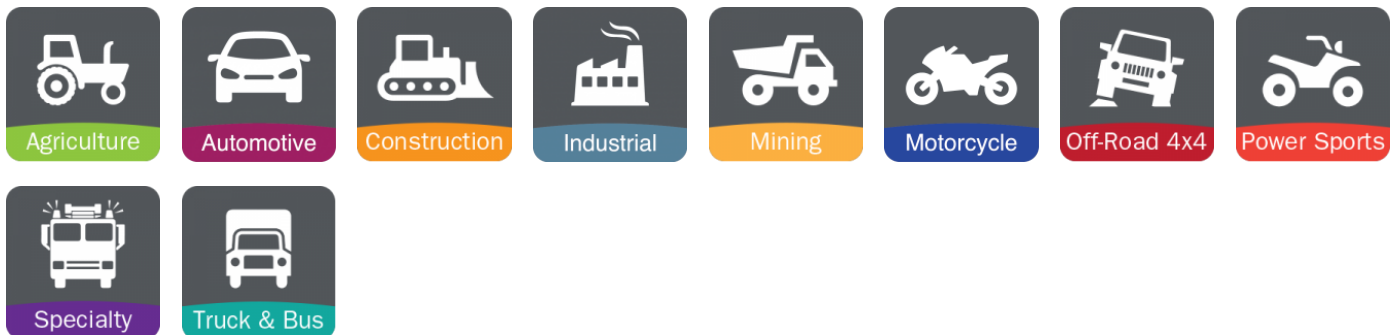 Agriculture
Automotive
Construction
Industrial
Mining
Motorcycle
Off-Road 4x4
Power Sports
Specialty
Truck & Bus